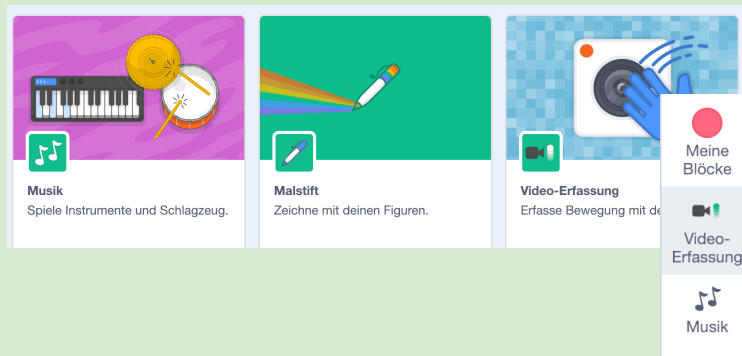 Musik
Spiele Instrumente und Schlagzeug.
Malstift
Zeichne mit deinen Figuren.
Video-Erfassung
Erfasse Bewegung mit
Meine
Blöcke
Video-
Erfassung
Musik